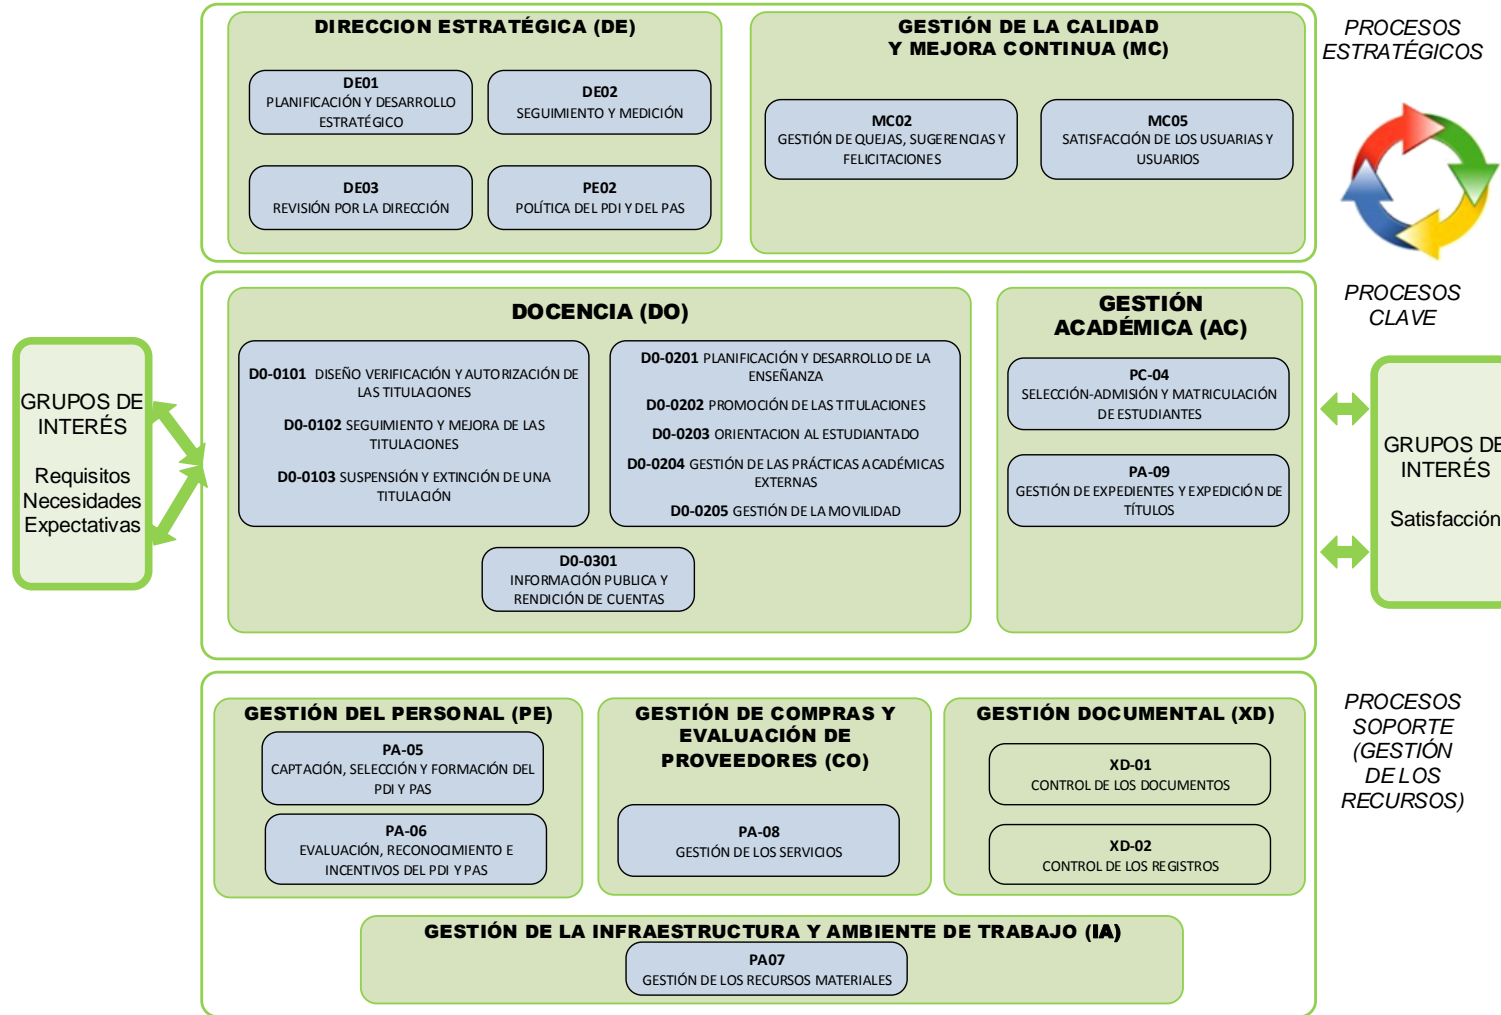 DIRECCION ESTRATÉGICA (DE)
DE01
PLANIFICACIÓN Y DESARROLLO
ESTRATÉGICO
DE02
SEGUIMIENTO Y MEDICIÓN
DE03
REVISIÓN POR LA DIRECCIÓN
PE02
POLÍTICA DEL PDI Y DEL PAS
GESTIÓN DE LA CALIDAD
Y MEJORA CONTINUA (MC)
MC02
GESTIÓN DE QUEJAS, SUGERENCIAS Y
FELICITACIONES
MC05
SATISFACCIÓN DE LOS USUARIAS Y
USUARIOS
PROCESOS
ESTRATÉGICOS
GRUPOS DE
INTERÉS
Requisitos
Necesidades
Expectativas
DOCENCIA (DO)
D0-0101 DISEÑO VERIFICACIÓN Y AUTORIZACIÓN DE
LAS TITULACIONES
D0-0102 SEGUIMIENTO Y MEJORA DE LAS
TITULACIONES
D0-0103 SUSPENSIÓN Y EXTINCIÓN DE UNA
TITULACIÓN
D0-0201 PLANIFICACIÓN Y DESARROLLO DE LA
ENSEÑANZA
D0-0202 PROMOCIÓN DE LAS TITULACIONES
D0-0203 ORIENTACION AL ESTUDIANTADO
D0-0204 GESTIÓN DE LAS PRÁCTICAS ACADÉMICAS
EXTERNAS
D0-0205 GESTIÓN DE LA MOVILIDAD
D0-0301
INFORMACIÓN PUBLICA Y
RENDICIÓN DE CUENTAS
GESTIÓN
ACADÉMICA (AC)
PC-04
SELECCIÓN-ADMISIÓN Y MATRICULACIÓN
DE ESTUDIANTES
PA-09
GESTIÓN DE EXPEDIENTES Y EXPEDICIÓN DE
TÍTULOS
PROCESOS
CLAVE
GRUPOS DE
INTERÉS
Satisfacción
GESTIÓN DEL PERSONAL (PE)
PA-05
CAPTACIÓN, SELECCIÓN Y FORMACIÓN DEL
PDI Y PAS
PA-06
EVALUACIÓN, RECONOCIMIENTO E
INCENTIVOS DEL PDI Y PAS
GESTIÓN DE COMPRAS Y
EVALUACIÓN DE
PROVEEDORES (CO)
PA-08
GESTIÓN DE LOS SERVICIOS
GESTIÓN DOCUMENTAL (XD)
XD-01
CONTROL DE LOS DOCUMENTOS
XD-02
CONTROL DE LOS REGISTROS
PROCESOS
SOPORTE
(GESTIÓN
DE LOS
RECURSOS)
GESTIÓN DE LA INFRAESTRUCTURA Y AMBIENTE DE TRABAJO (IA)
PA07
GESTIÓN DE LOS RECURSOS MATERIALES